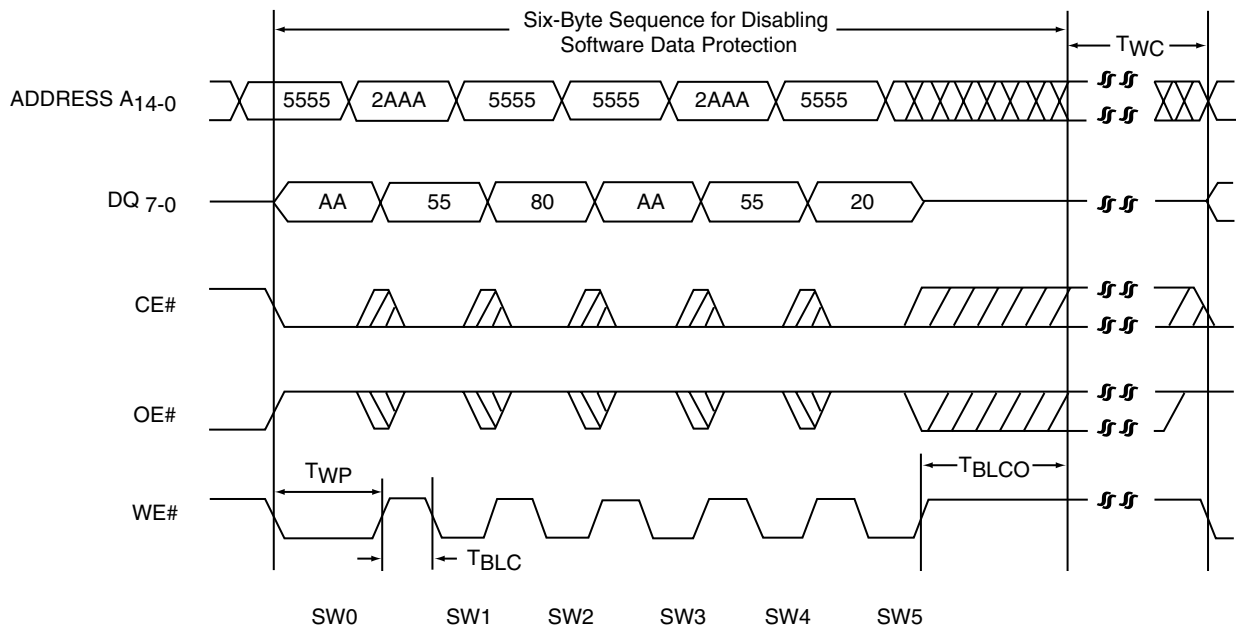 Six-Byte Sequence for Disabling
Software Data Protection
TWC
ADDRESS A14-0
5555 2AAA 5555 5555 2AAA 5555
DQ 7-0
AA 55 80 AA 55 20
CE#
OE#
TWP
TBLCO
WE#
TBLC
SW0 SW1 SW2 SW3 SW4 SW5